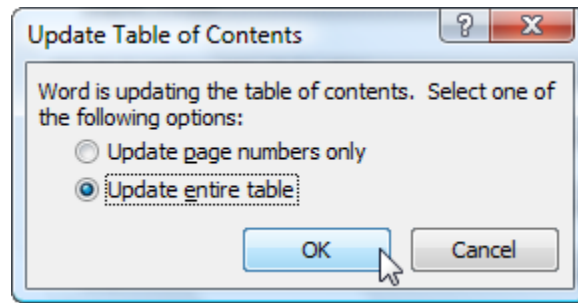 Update Table of Contents
?
X
Word is updating the table of contents. Select one of
the following options:
Update page numbers only
Update entire table
OK
Cancel